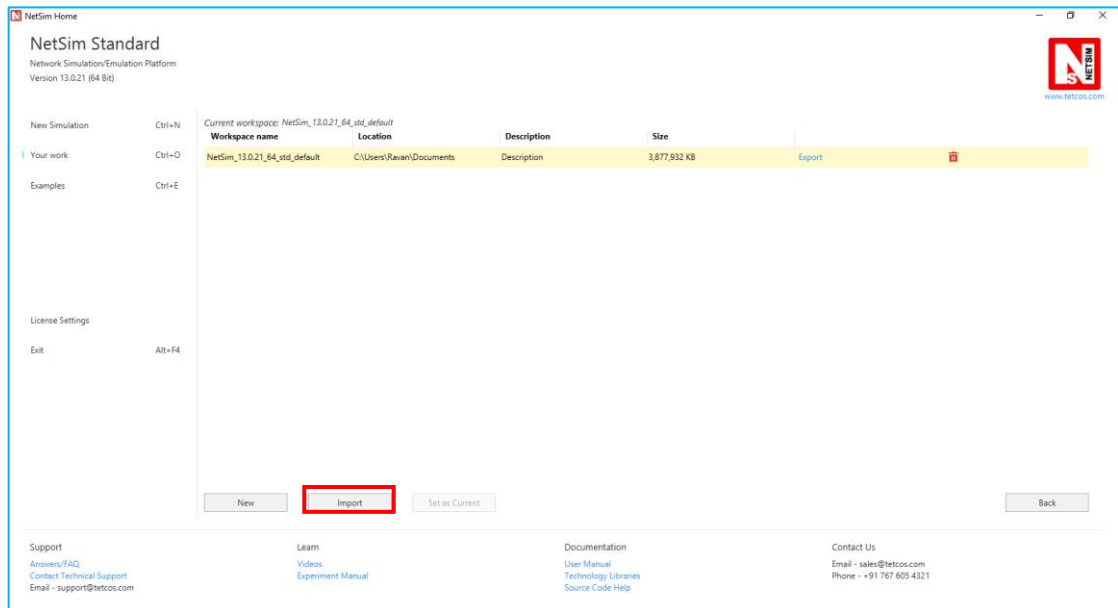 NetSim Home
NetSim Standard
Network Simulation/Emulation Platform
Version 13.0.21 (64 Bit)
NETSIM
NS
www.tetcos.com
New Simulation Ctrl+N
Your work Ctrl+O
Examples Ctrl+E
License Settings
Exit Alt+F4
Current workspace: NetSim_13.0.21_64_std_default
Workspace name Location Description Size
NetSim_13.0.21_64_std_default C:\Users\Ravan\Documents Description 3,877,932 KB Export
New Import Set as Current Back
Support Learn Documentation Contact Us
Answers/FAQ Videos User Manual Email - sales@tetcos.com
Contact Technical Support Experiment Manual Technology Libraries Phone - +91 767 605 4321
Email - support@tetcos.com Source Code Help